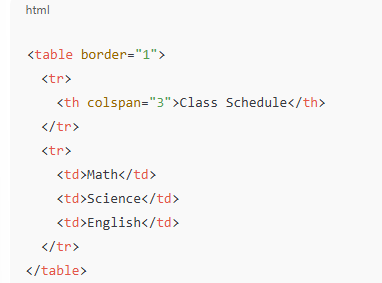 html
<table border="1">
<tr>
<th colspan="3">Class Schedule</th>
</tr>
<tr>
<td>Math</td>
<td>Science</td>
<td>English</td>
</tr>
</table>